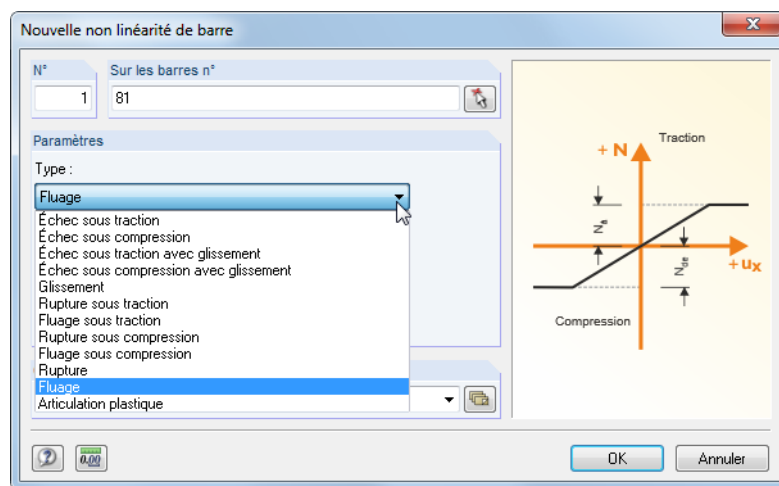 Nouvelle non linéarité de barre
N°
Sur les barres n°
1
81
Paramètres
Type :
Fluage
Échec sous traction
Échec sous compression
Échec sous traction avec glissement
Échec sous compression avec glissement
Glissement
Rupture sous traction
Fluage sous traction
Rupture sous compression
Fluage sous compression
Rupture
Fluage
Articulation plastique
+ N
Traction
+ux
Compression
0.00
OK
Annuler